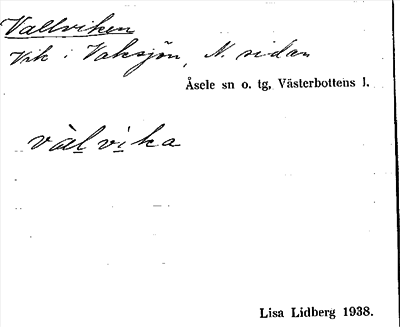 Vallviken
Vik i Vaksjön, N. sidan
Åsele sn o. tg, Västerbottens l.
vàlvika
Lisa Lidberg 1938.